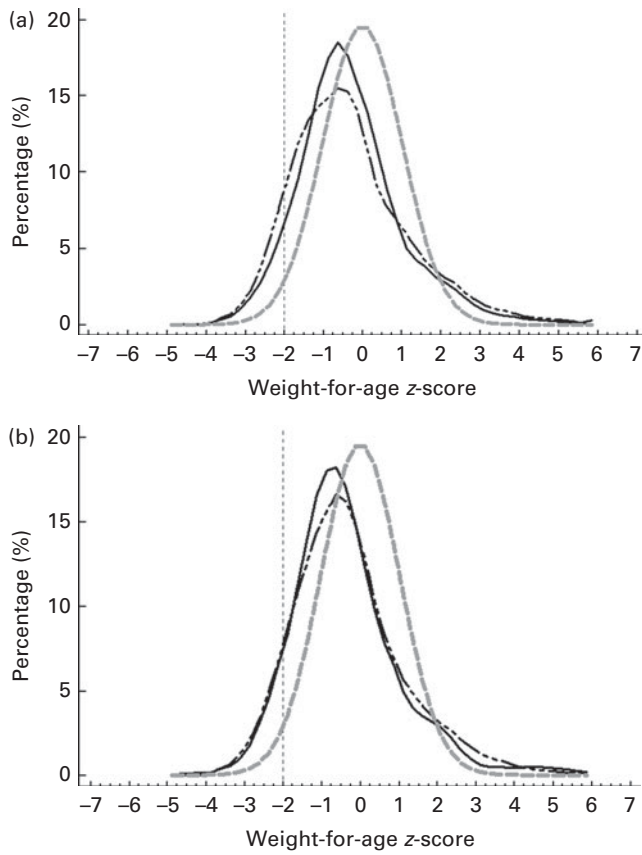 (a)
20
15
10
5
0
Percentage (%)
–7 –6 –5 –4 –3 –2 –1 0 1 2 3 4 5 6 7
Weight-for-age z-score
(b)
20
15
10
5
0
Percentage (%)
–7 –6 –5 –4 –3 –2 –1 0 1 2 3 4 5 6 7
Weight-for-age z-score